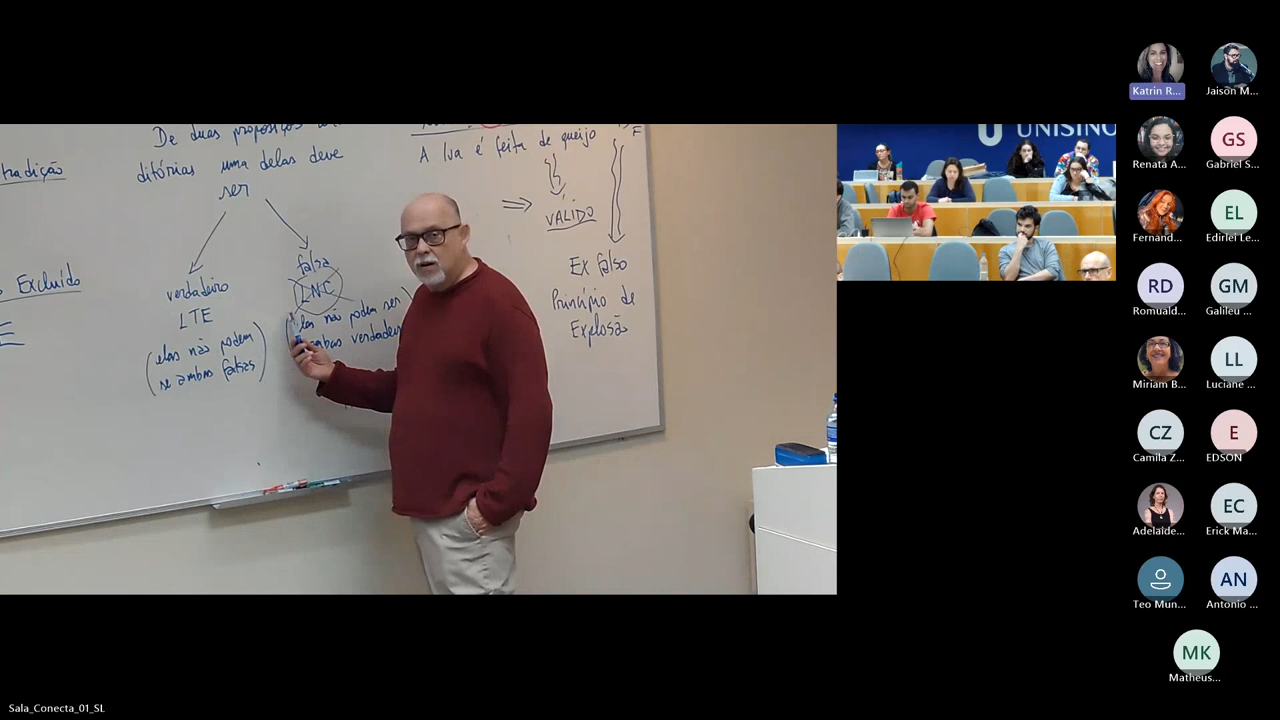 De duas proposições
ditórias uma delas deve
ser
tradição
Excluído
E
verdadeiro
LTE
(elas não podem
se ambas falsas)
falsa
LNC
(elas não podem ser
ambas verdadeir
A lua é feita de queijo
F
⇒ VÁLIDO
Ex falso
Princípio de
Explosão
UNISINO
Katrin R...
Jaison M...
Renata A...
GS
Gabriel S...
Fernand...
EL
Edirlei Le...
RD
Romuald...
GM
Galileu ...
Miriam B...
LL
Luciane ...
CZ
Camila Z...
E
EDSON
Adelaide...
EC
Erick Ma...
Teo Mun...
AN
Antonio ...
MK
Matheus...
Sala_Conecta_01_SL